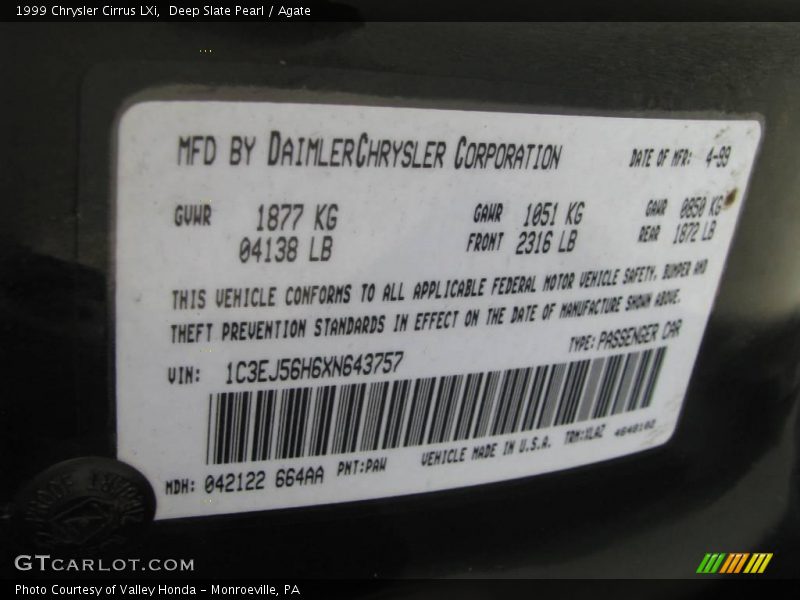 1999 Chrysler Cirrus LXi, Deep Slate Pearl / Agate
MFD BY DAIMLERCHRYSLER CORPORATION DATE OF MFR: 4-99
GVWR 1877 KG GAWR 1051 KG GAWR 0850 KG
04138 LB FRONT 2316 LB REAR 1872 LB
THIS VEHICLE CONFORMS TO ALL APPLICABLE FEDERAL MOTOR VEHICLE SAFETY, BUMPER AND
THEFT PREVENTION STANDARDS IN EFFECT ON THE DATE OF MANUFACTURE SHOWN ABOVE.
VIN: 1C3EJ56H6XN643757 TYPE: PASSENGER CAR
MDH: 042122 664AA PNT:PAW VEHICLE MADE IN U.S.A. TRM:XLAZ
GTCARLOT.COM
Photo Courtesy of Valley Honda - Monroeville, PA